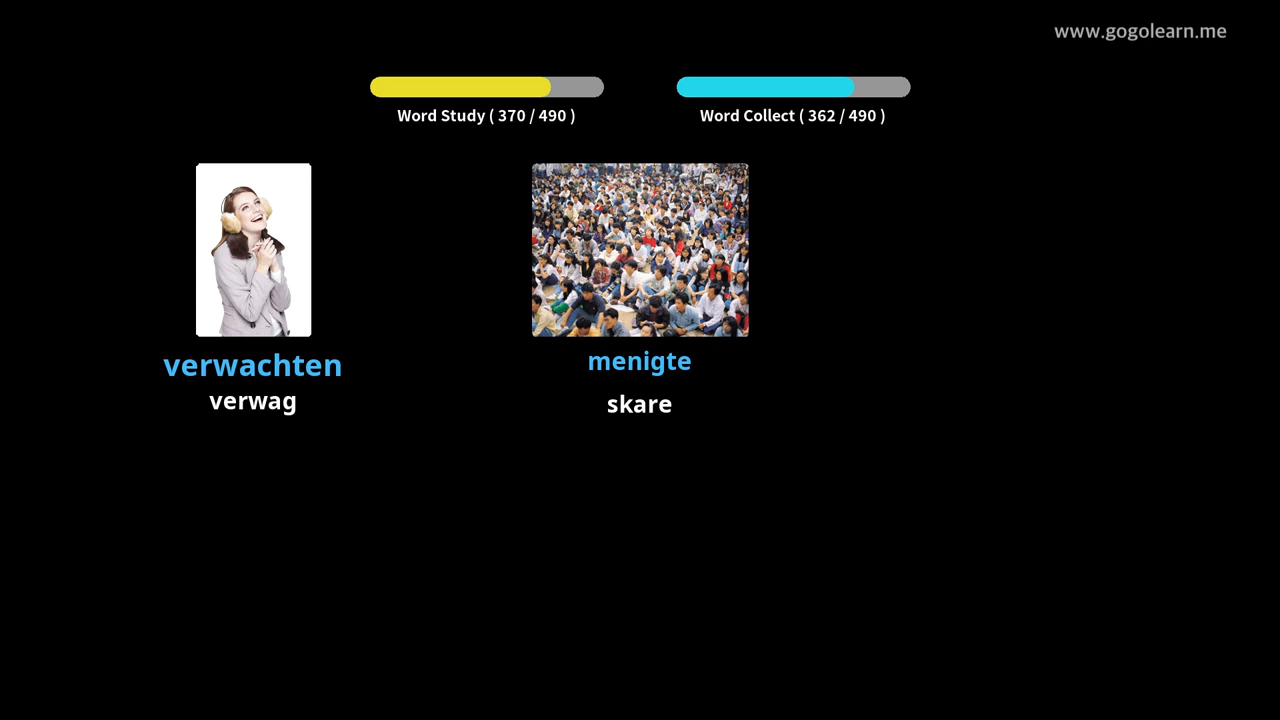 www.gogolearn.me
Word Study ( 370 / 490 )
Word Collect ( 362 / 490 )
verwachten
verwag
menigte
skare